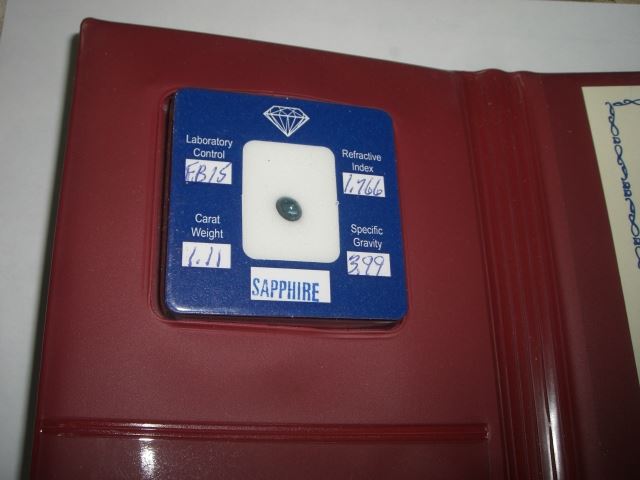 Laboratory
Control
FB15
Refractive
Index
1.766
Carat
Weight
1.11
Specific
Gravity
3.99
SAPPHIRE